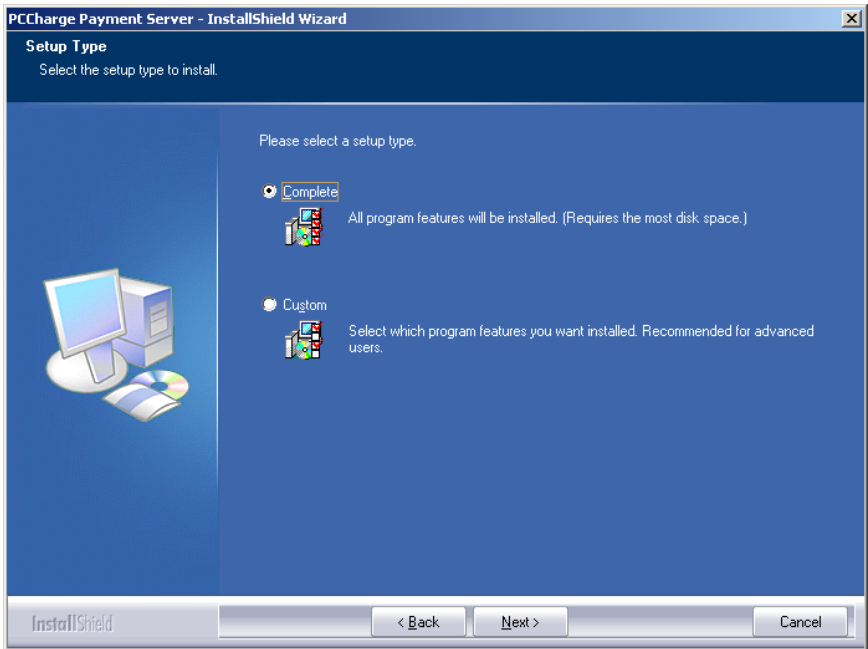 PCCharge Payment Server - InstallShield Wizard
Setup Type
Select the setup type to install.
Please select a setup type.
Complete
All program features will be installed. (Requires the most disk space.)
Custom
Select which program features you want installed. Recommended for advanced
users.
InstallShield
< Back
Next >
Cancel